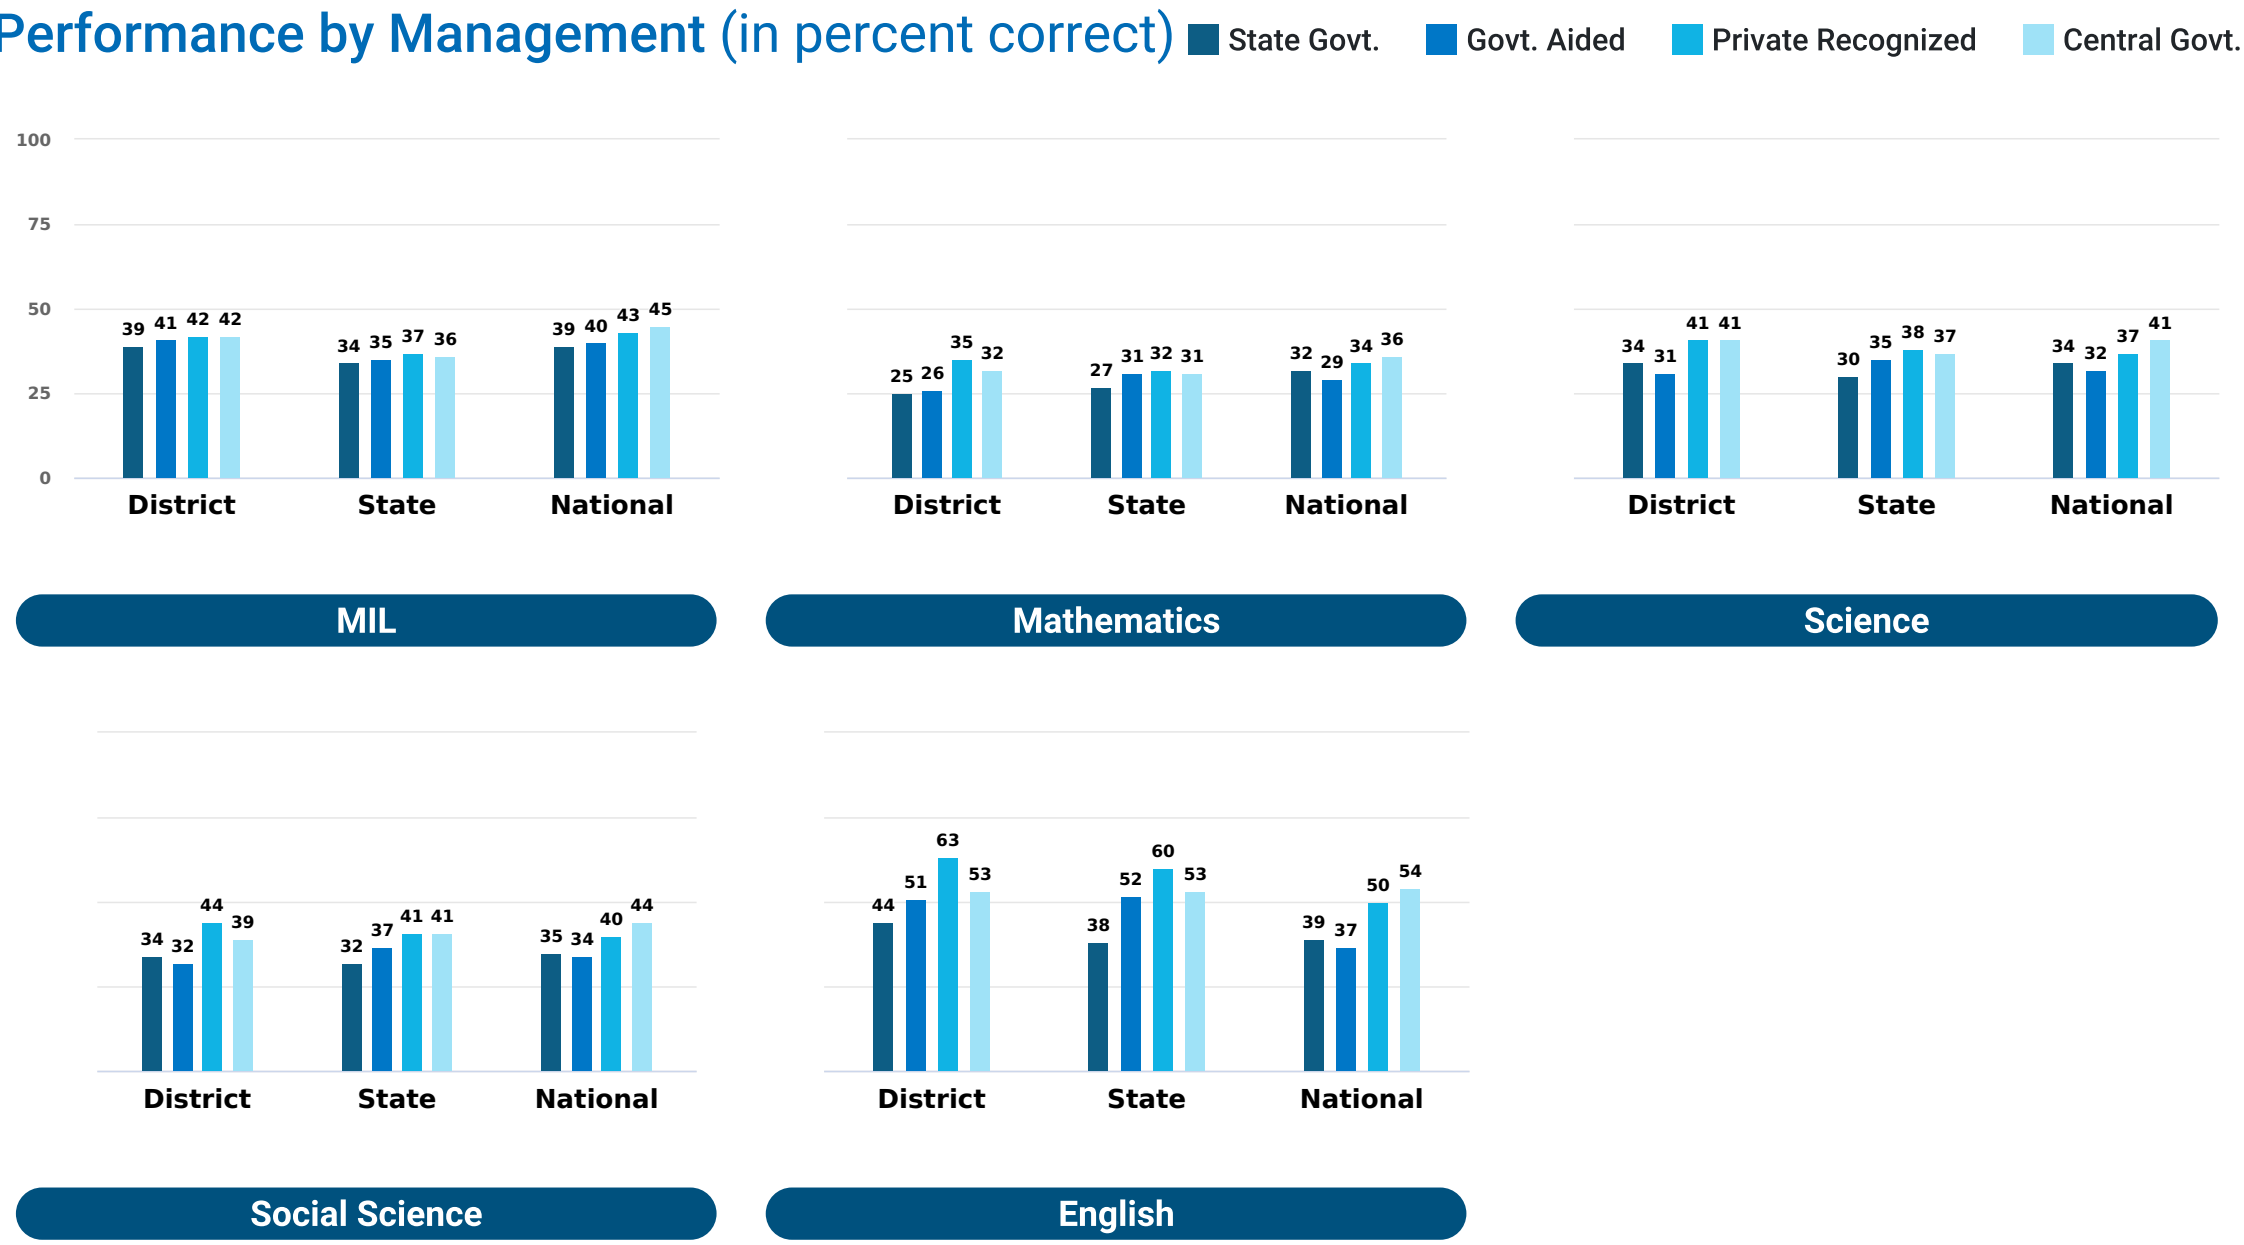 Performance by Management (in percent correct) State Govt. Govt. Aided Private Recognized Central Govt.
100
75
50
25
0
39 41 42 42 34 35 37 36 39 40 43 45
District State National
MIL
25 26 35 32 27 31 32 31 32 29 34 36
District State National
Mathematics
34 31 41 41 30 35 38 37 34 32 37 41
District State National
Science
34 32 44 39 32 37 41 41 35 34 40 44
District State National
Social Science
44 51 63 53 38 52 60 53 39 37 50 54
District State National
English